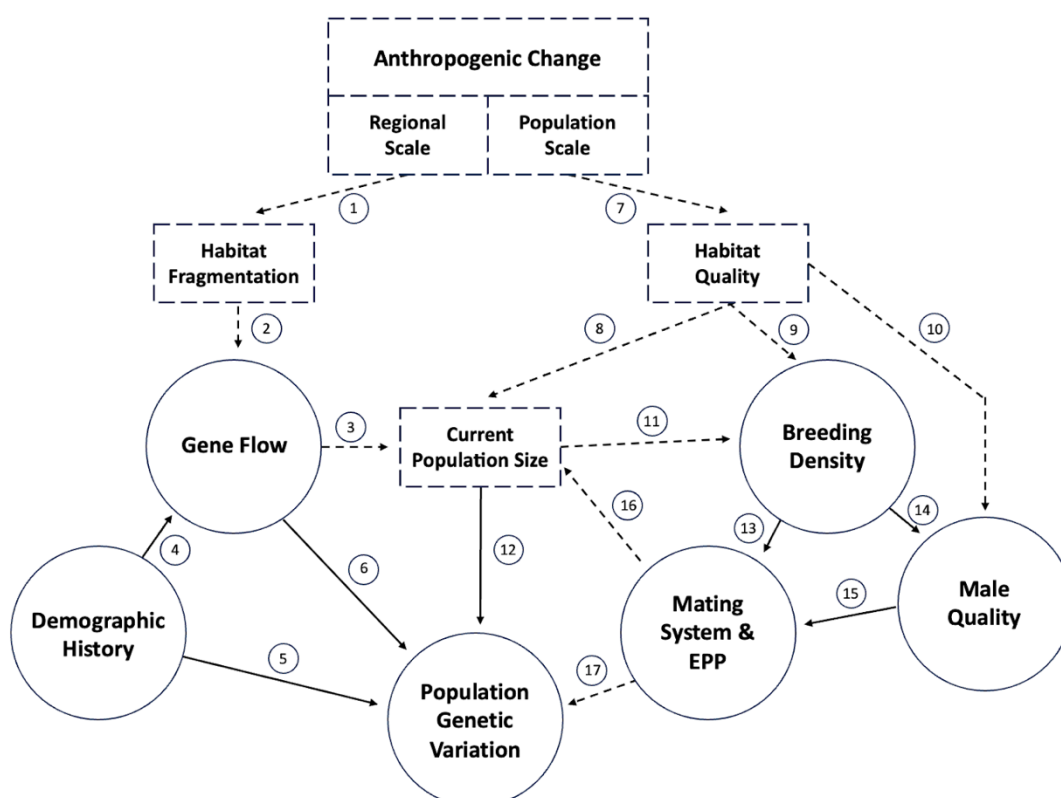 Anthropogenic Change
Regional
Scale
Population
Scale
1
7
Habitat
Fragmentation
Habitat
Quality
2
8
9
10
Gene Flow
3
Current
Population Size
11
Breeding
Density
16
4
6
12
13
14
Demographic
History
5
Mating
System &
EPP
15
Male
Quality
17
Population
Genetic
Variation